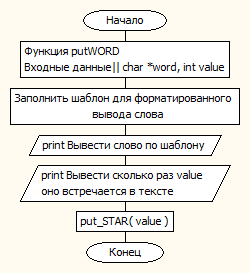 Начало
Функция putWORD
Входные данные|| char *word, int value
Заполнить шаблон для форматированного
вывода слова
print Вывести слово по шаблону
print Вывести сколько раз value
оно встречается в тексте
put_STAR( value )
Конец